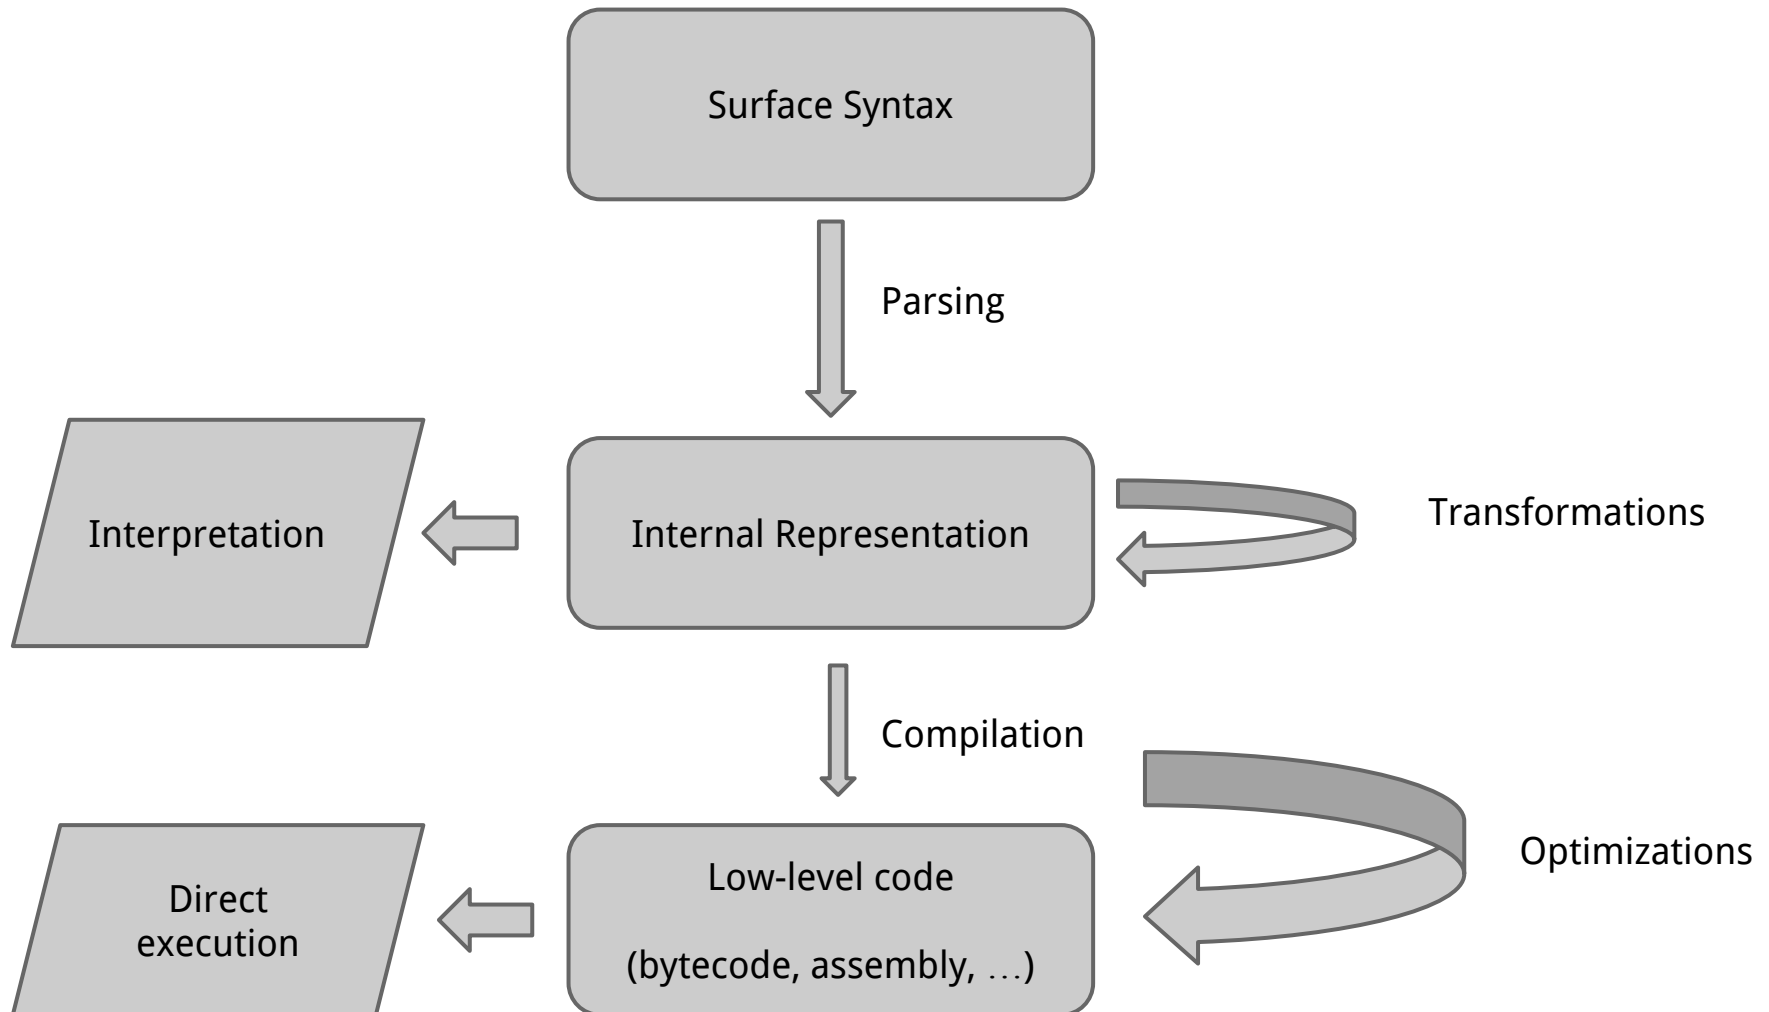 Surface Syntax
Parsing
Interpretation
Internal Representation
Transformations
Compilation
Optimizations
Direct
execution
Low-level code
(bytecode, assembly, …)